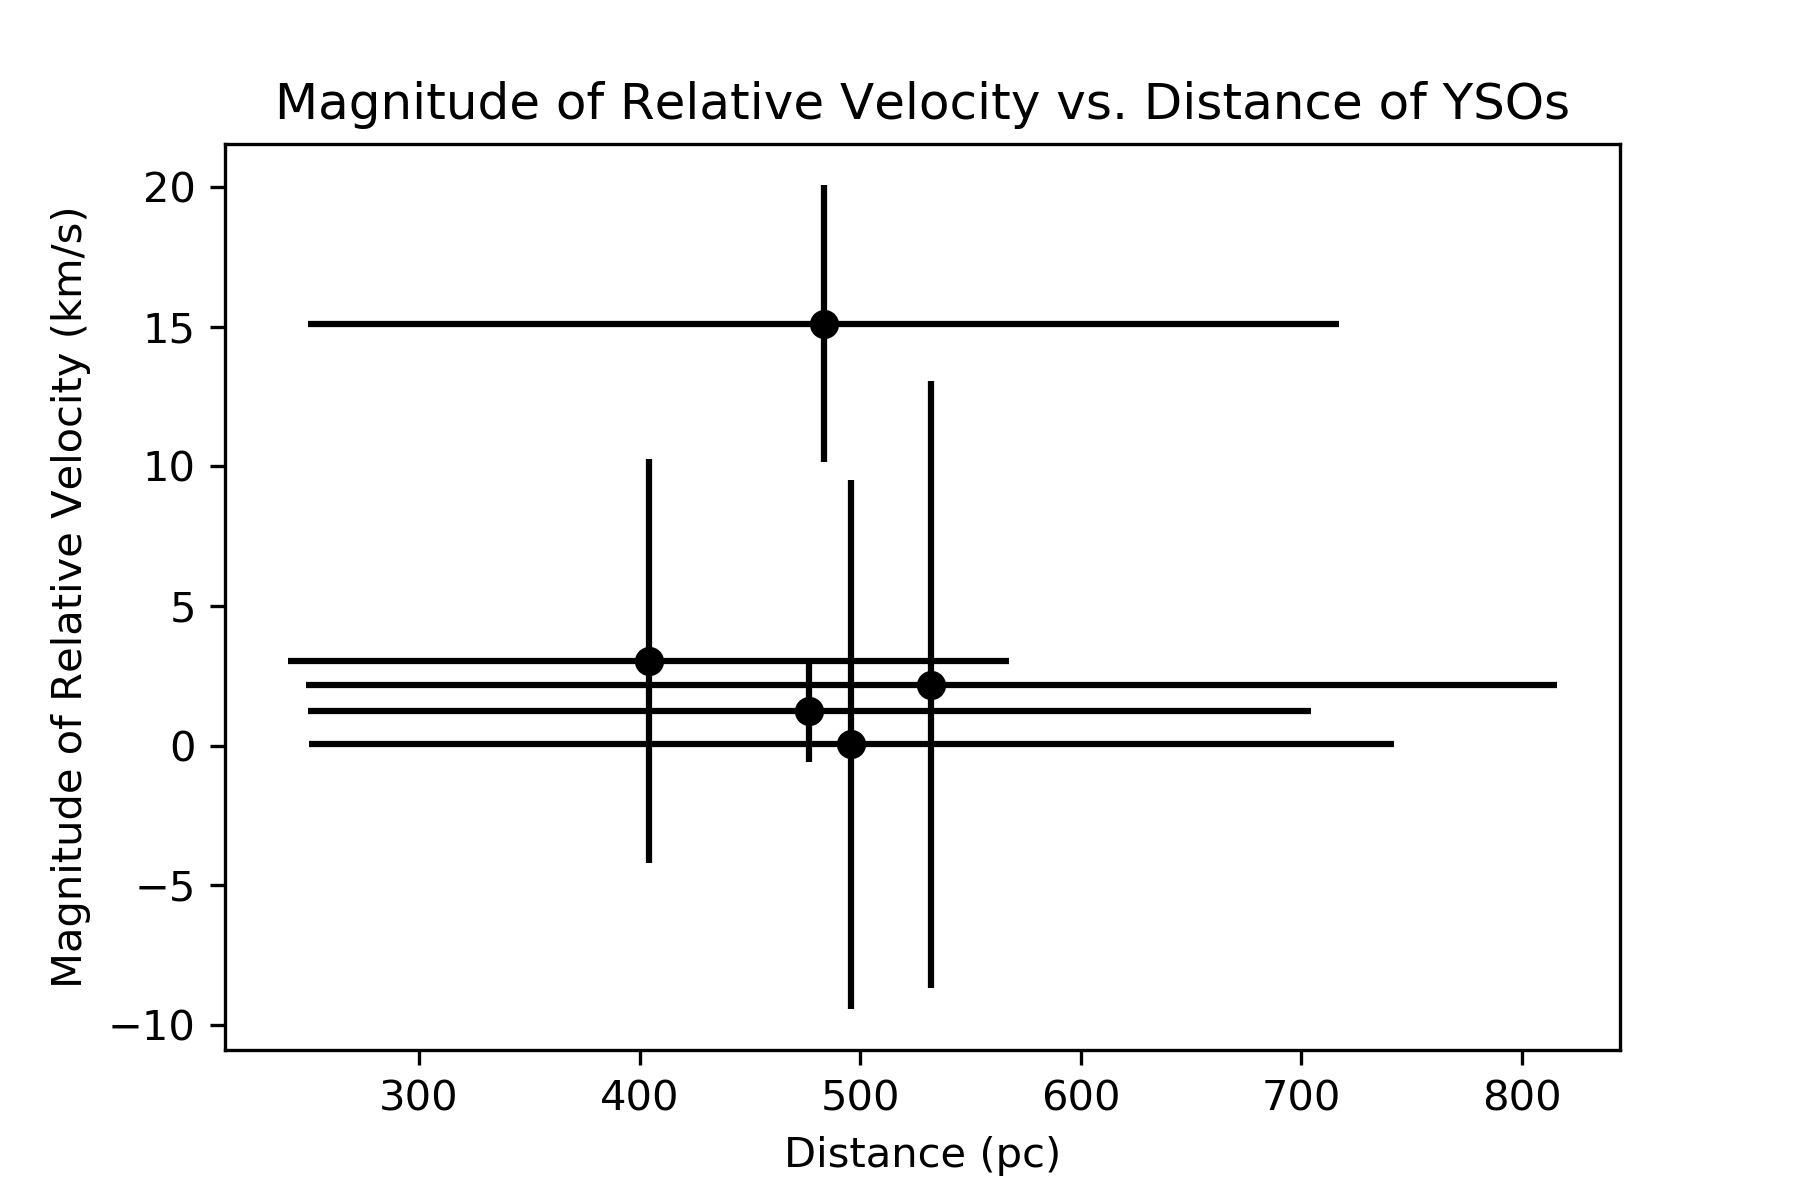 Magnitude of Relative Velocity vs. Distance of YSOs
Magnitude of Relative Velocity (km/s)
20
15
10
5
0
−5
−10
300 400 500 600 700 800
Distance (pc)